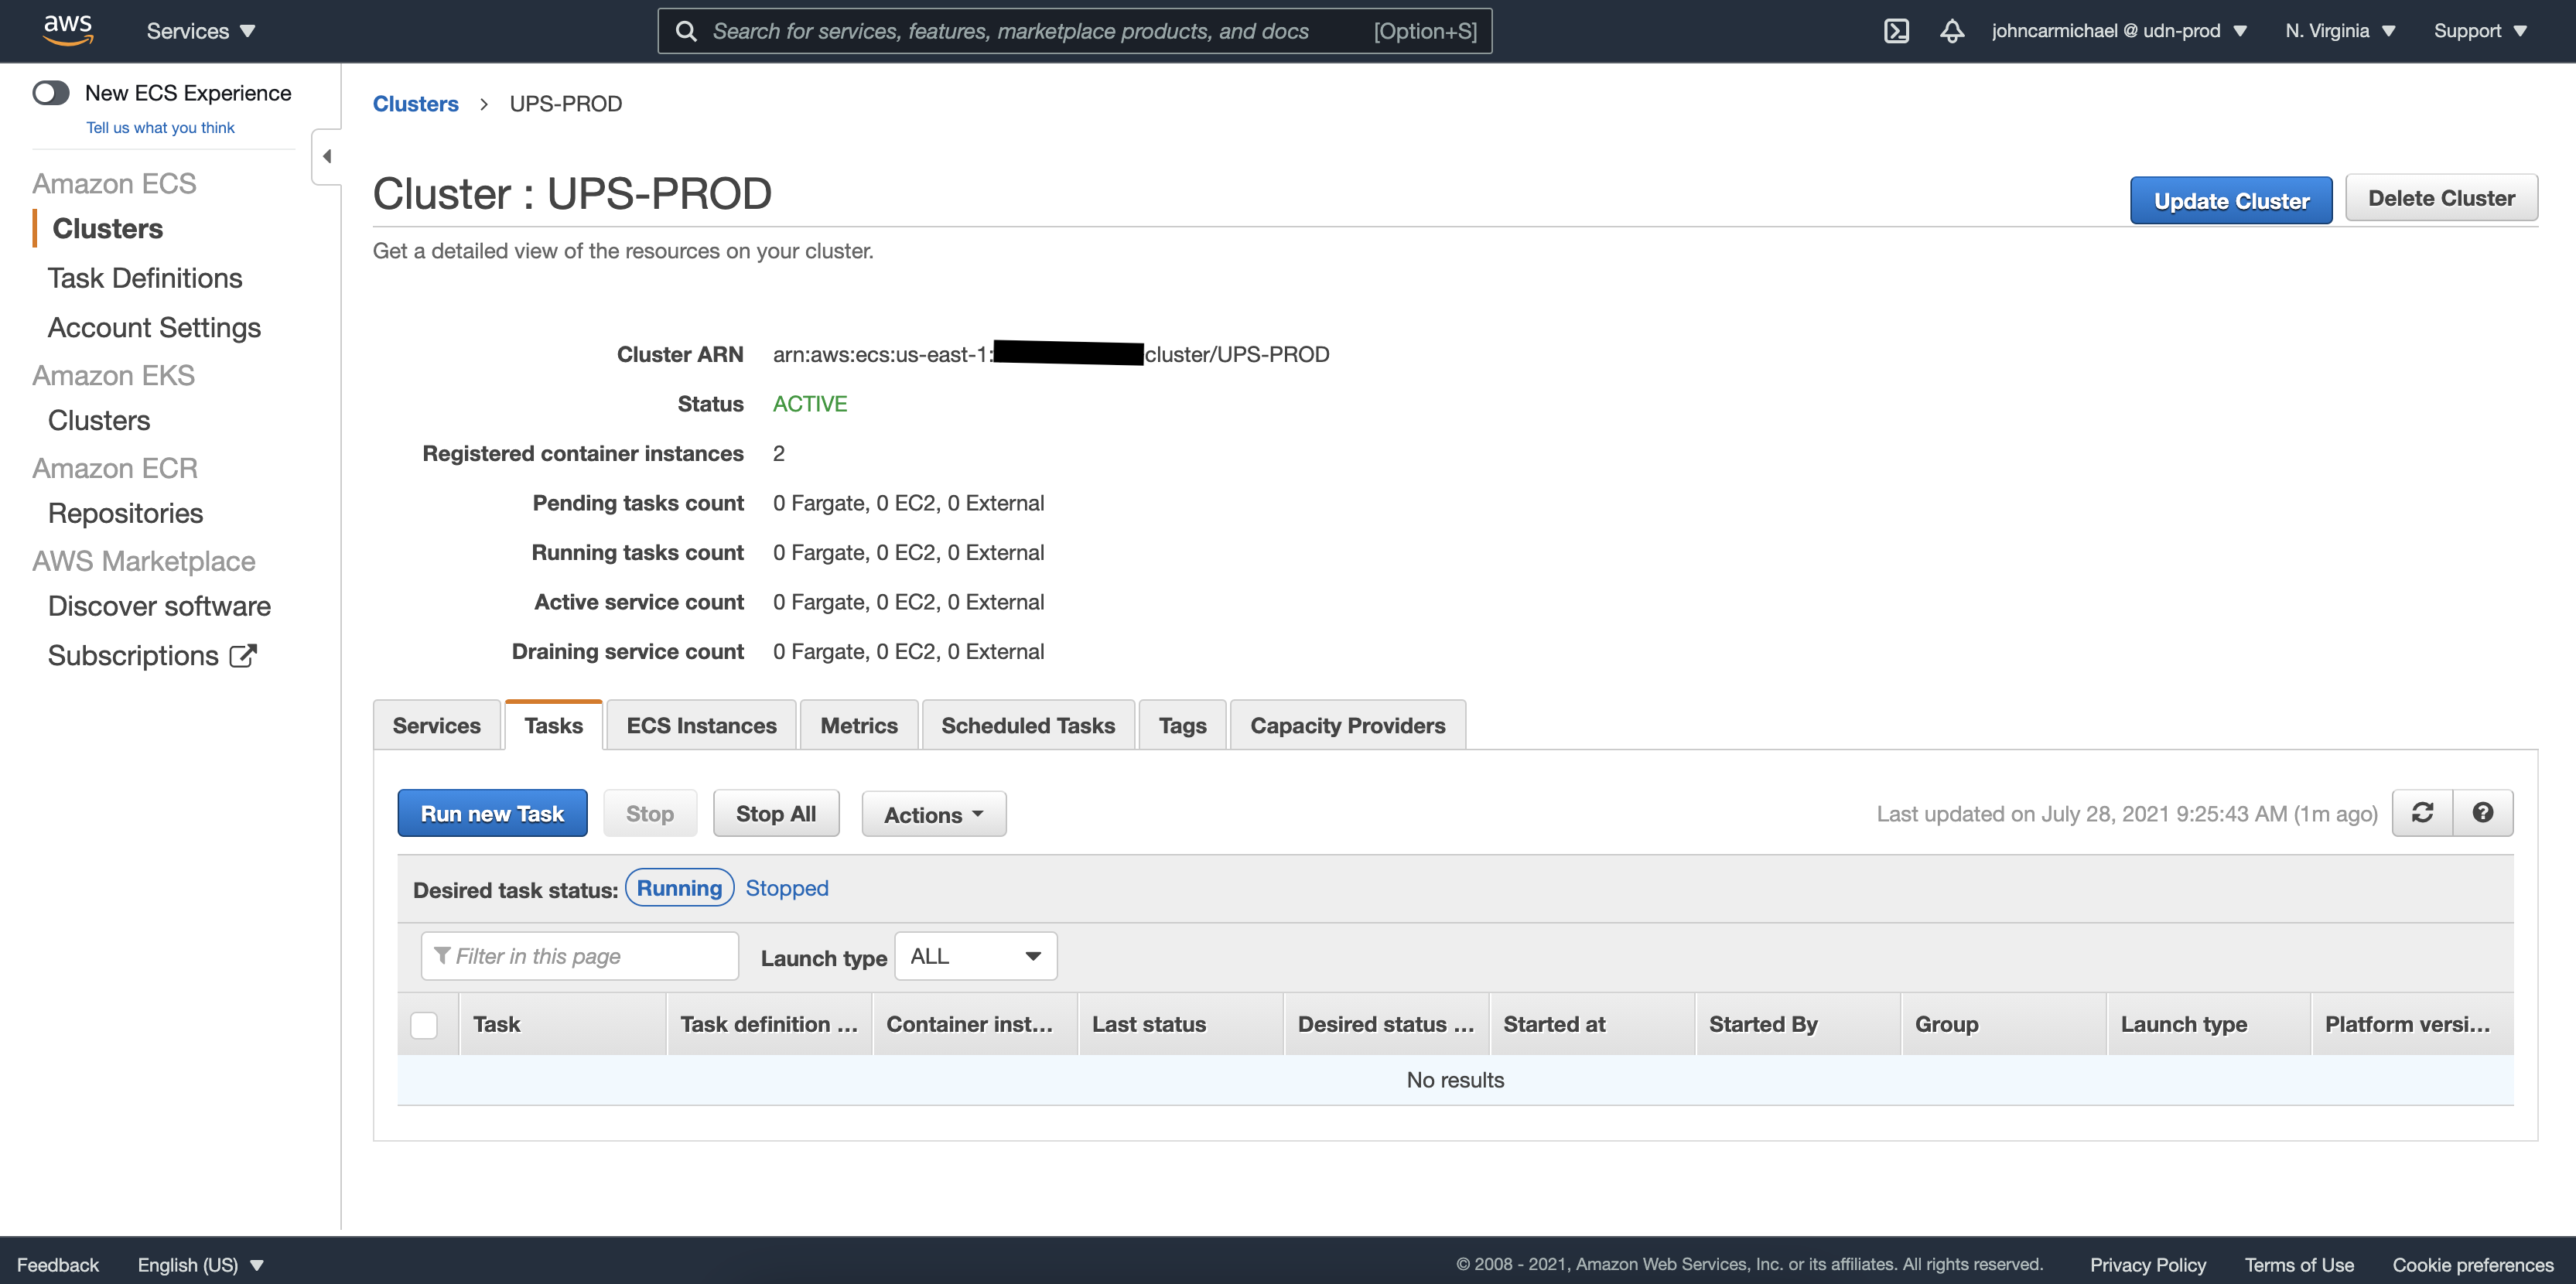 aws Services Search for services, features, marketplace products, and docs [Option+S] johncarmichael @ udn-prod N. Virginia Support
New ECS Experience
Tell us what you think
Amazon ECS
Clusters
Task Definitions
Account Settings
Amazon EKS
Clusters
Amazon ECR
Repositories
AWS Marketplace
Discover software
Subscriptions
Clusters > UPS-PROD
Cluster : UPS-PROD
Update Cluster Delete Cluster
Get a detailed view of the resources on your cluster.
Cluster ARN arn:aws:ecs:us-east-1: cluster/UPS-PROD
Status ACTIVE
Registered container instances 2
Pending tasks count 0 Fargate, 0 EC2, 0 External
Running tasks count 0 Fargate, 0 EC2, 0 External
Active service count 0 Fargate, 0 EC2, 0 External
Draining service count 0 Fargate, 0 EC2, 0 External
Services Tasks ECS Instances Metrics Scheduled Tasks Tags Capacity Providers
Run new Task Stop Stop All Actions Last updated on July 28, 2021 9:25:43 AM (1m ago)
Desired task status: Running Stopped
Filter in this page Launch type ALL
Task Task definition ... Container inst... Last status Desired status ... Started at Started By Group Launch type Platform versi...
No results
Feedback English (US) © 2008 - 2021, Amazon Web Services, Inc. or its affiliates. All rights reserved. Privacy Policy Terms of Use Cookie preferences